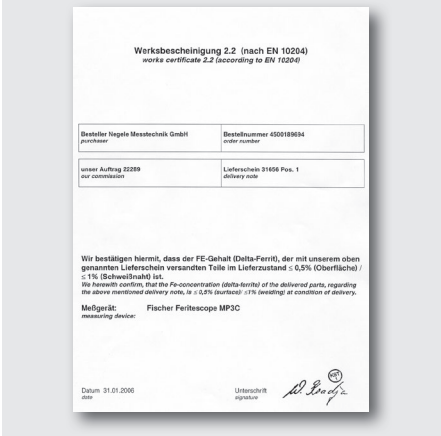 Werksbescheinigung 2.2 (nach EN 10204)
works certificate 2.2 (according to EN 10204)
Besteller Negele Messtechnik GmbH
purchaser
Bestellnummer 4500189694
order number
unser Auftrag 22289
our commission
Lieferschein 31656 Pos. 1
delivery note
Wir bestätigen hiermit, dass der FE-Gehalt (Delta-Ferrit), der mit unserem oben
genannten Lieferschein versandten Teile im Lieferzustand ≤ 0,5% (Oberfläche) /
≤ 1% (Schweißnaht) ist.
We herewith confirm, that the Fe-concentration (delta-ferrite) of the delivered parts, regarding
the above mentioned delivery note, is ≤ 0,5% (surface)/ ≤1% (welding) at condition of delivery.
Meßgerät: Fischer Feritescope MP3C
measuring device:
Datum 31.01.2006
date
Unterschrift
signature